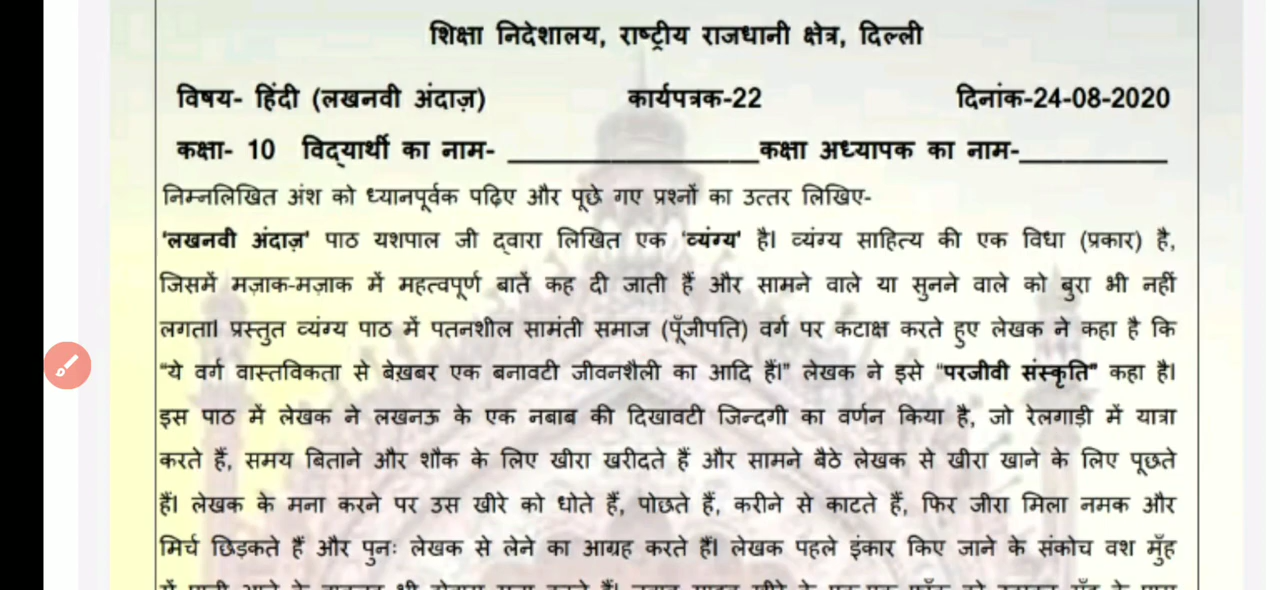 शिक्षा निदेशालय, राष्ट्रीय राजधानी क्षेत्र, दिल्ली
विषय- हिंदी (लखनवी अंदाज़) कार्यपत्रक-22 दिनांक-24-08-2020
कक्षा- 10 विद्यार्थी का नाम- ________________कक्षा अध्यापक का नाम-__________
निम्नलिखित अंश को ध्यानपूर्वक पढ़िए और पूछे गए प्रश्नों का उत्तर लिखिए-
'लखनवी अंदाज़' पाठ यशपाल जी द्वारा लिखित एक 'व्यंग्य' है। व्यंग्य साहित्य की एक विधा (प्रकार) है,
जिसमें मज़ाक-मज़ाक में महत्वपूर्ण बातें कह दी जाती हैं और सामने वाले या सुनने वाले को बुरा भी नहीं
लगता। प्रस्तुत व्यंग्य पाठ में पतनशील सामंती समाज (पूँजीपति) वर्ग पर कटाक्ष करते हुए लेखक ने कहा है कि
"ये वर्ग वास्तविकता से बेख़बर एक बनावटी जीवनशैली का आदि हैं।" लेखक ने इसे "परजीवी संस्कृति" कहा है।
इस पाठ में लेखक ने लखनऊ के एक नबाब की दिखावटी जिन्दगी का वर्णन किया है, जो रेलगाड़ी में यात्रा
करते हैं, समय बिताने और शौक के लिए खीरा खरीदते हैं और सामने बैठे लेखक से खीरा खाने के लिए पूछते
हैं। लेखक के मना करने पर उस खीरे को धोते हैं, पोछते हैं, करीने से काटते हैं, फिर जीरा मिला नमक और
मिर्च छिड़कते हैं और पुनः लेखक से लेने का आग्रह करते हैं। लेखक पहले इंकार किए जाने के संकोच वश मुँह